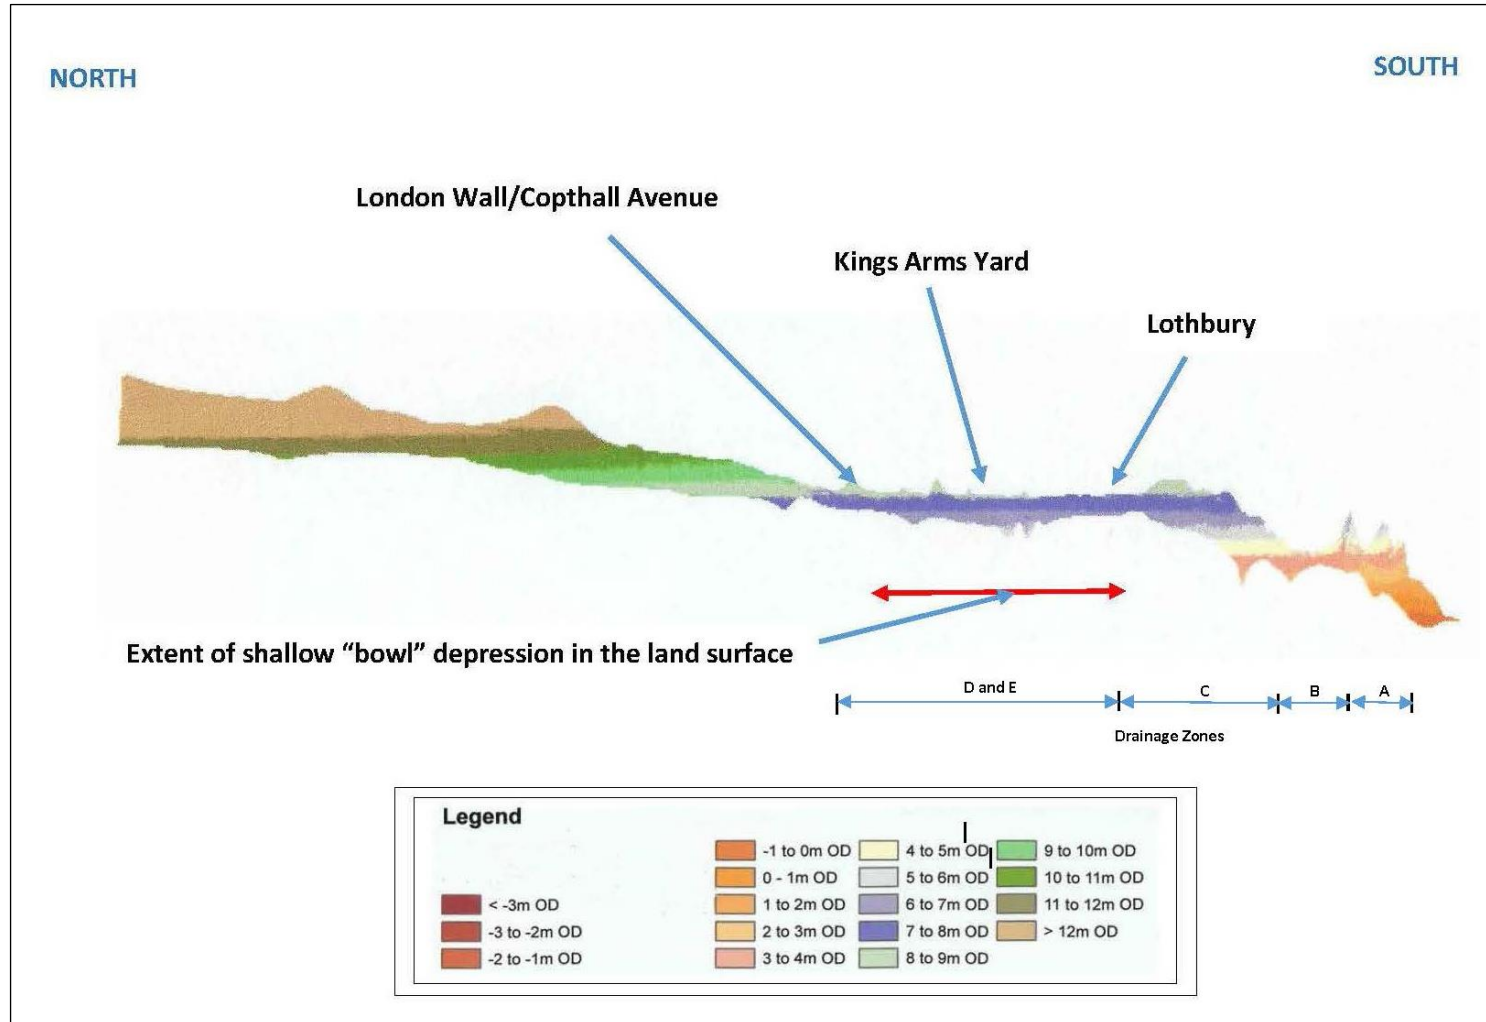 NORTH
SOUTH
London Wall/Copthall Avenue
Kings Arms Yard
Lothbury
Extent of shallow “bowl” depression in the land surface
D and E
C
B
A
Drainage Zones
Legend
< -3m OD
-3 to -2m OD
-2 to -1m OD
-1 to 0m OD
0 - 1m OD
1 to 2m OD
2 to 3m OD
3 to 4m OD
4 to 5m OD
5 to 6m OD
6 to 7m OD
7 to 8m OD
8 to 9m OD
9 to 10m OD
10 to 11m OD
11 to 12m OD
> 12m OD